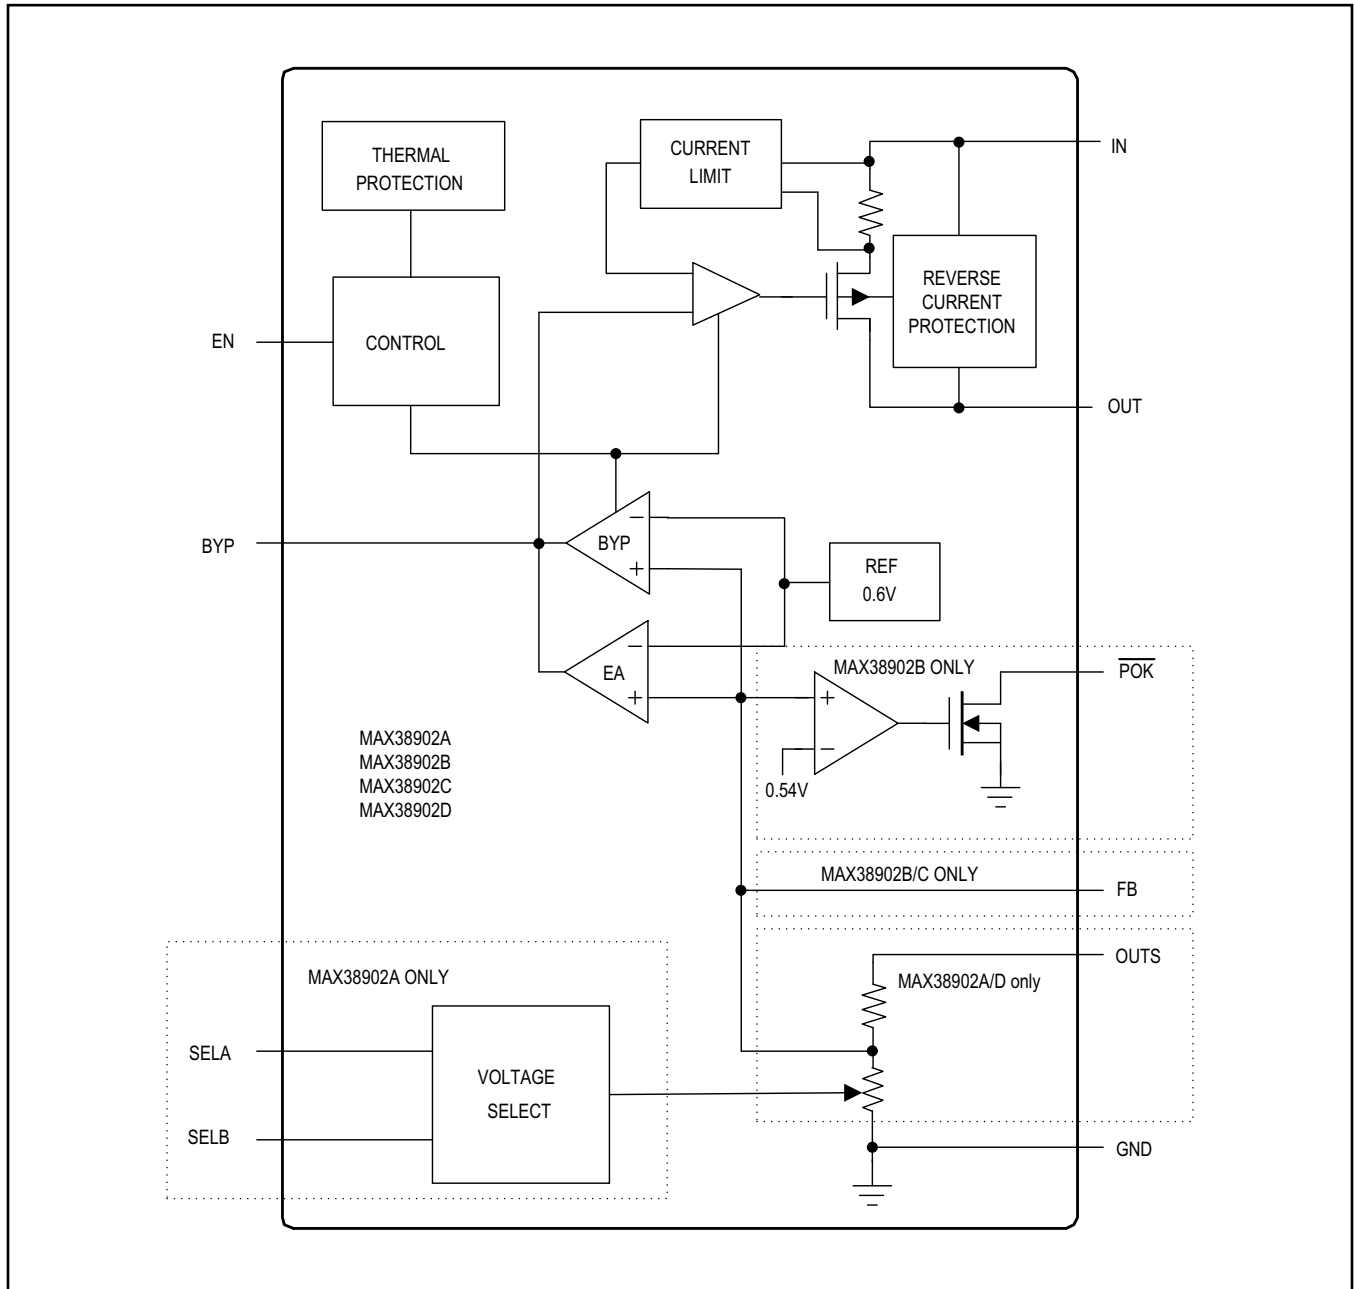 THERMAL
PROTECTION
CURRENT
LIMIT
IN
REVERSE
CURRENT
PROTECTION
EN
CONTROL
OUT
BYP
− BYP +
REF
0.6V
− EA +
MAX38902B ONLY
POK
+
−
0.54V
MAX38902A
MAX38902B
MAX38902C
MAX38902D
MAX38902B/C ONLY
FB
OUTS
MAX38902A/D only
MAX38902A ONLY
SELA
VOLTAGE
SELECT
SELB
GND